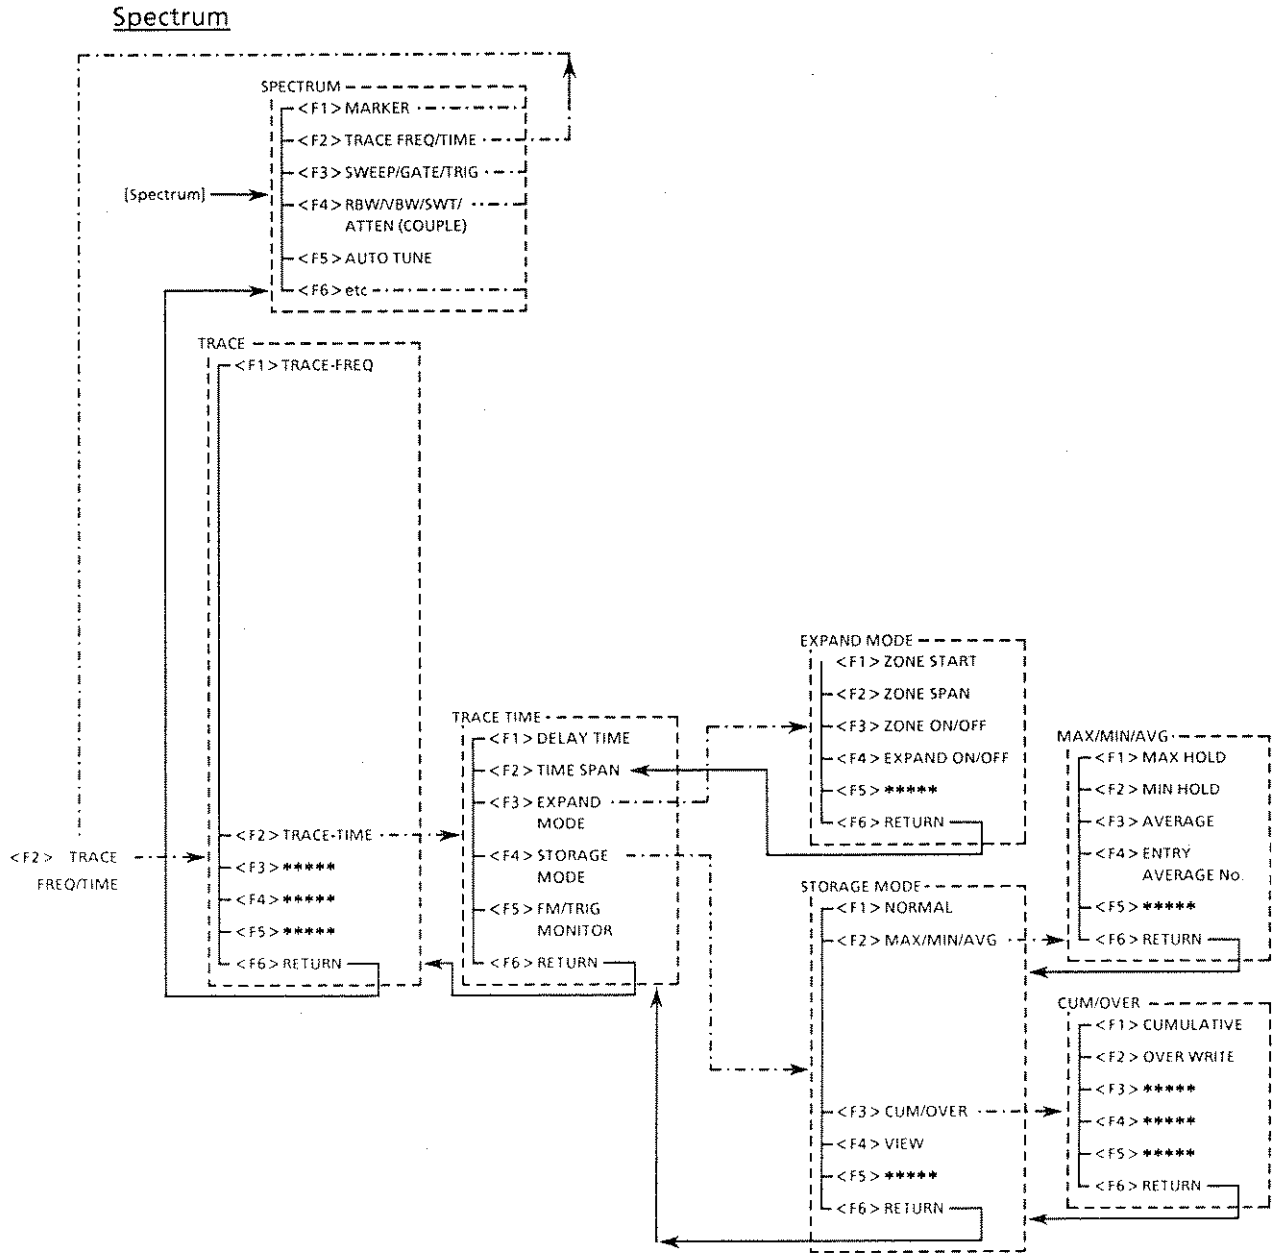 Spectrum
SPECTRUM
<F1> MARKER
<F2> TRACE FREQ/TIME
<F3> SWEEP/GATE/TRIG
[Spectrum]
<F4> RBW/VBW/SWT/
ATTEN (COUPLE)
<F5> AUTO TUNE
<F6> etc
TRACE
<F1> TRACE-FREQ
<F2> TRACE-TIME
<F3> *****
<F4> *****
<F5> *****
<F6> RETURN
<F2> TRACE
FREQ/TIME
TRACE TIME
<F1> DELAY TIME
<F2> TIME SPAN
<F3> EXPAND
MODE
<F4> STORAGE
MODE
<F5> FM/TRIG
MONITOR
<F6> RETURN
EXPAND MODE
<F1> ZONE START
<F2> ZONE SPAN
<F3> ZONE ON/OFF
<F4> EXPAND ON/OFF
<F5> *****
<F6> RETURN
STORAGE MODE
<F1> NORMAL
<F2> MAX/MIN/AVG
<F3> CUM/OVER
<F4> VIEW
<F5> *****
<F6> RETURN
MAX/MIN/AVG
<F1> MAX HOLD
<F2> MIN HOLD
<F3> AVERAGE
<F4> ENTRY
AVERAGE No.
<F5> *****
<F6> RETURN
CUM/OVER
<F1> CUMULATIVE
<F2> OVER WRITE
<F3> *****
<F4> *****
<F5> *****
<F6> RETURN